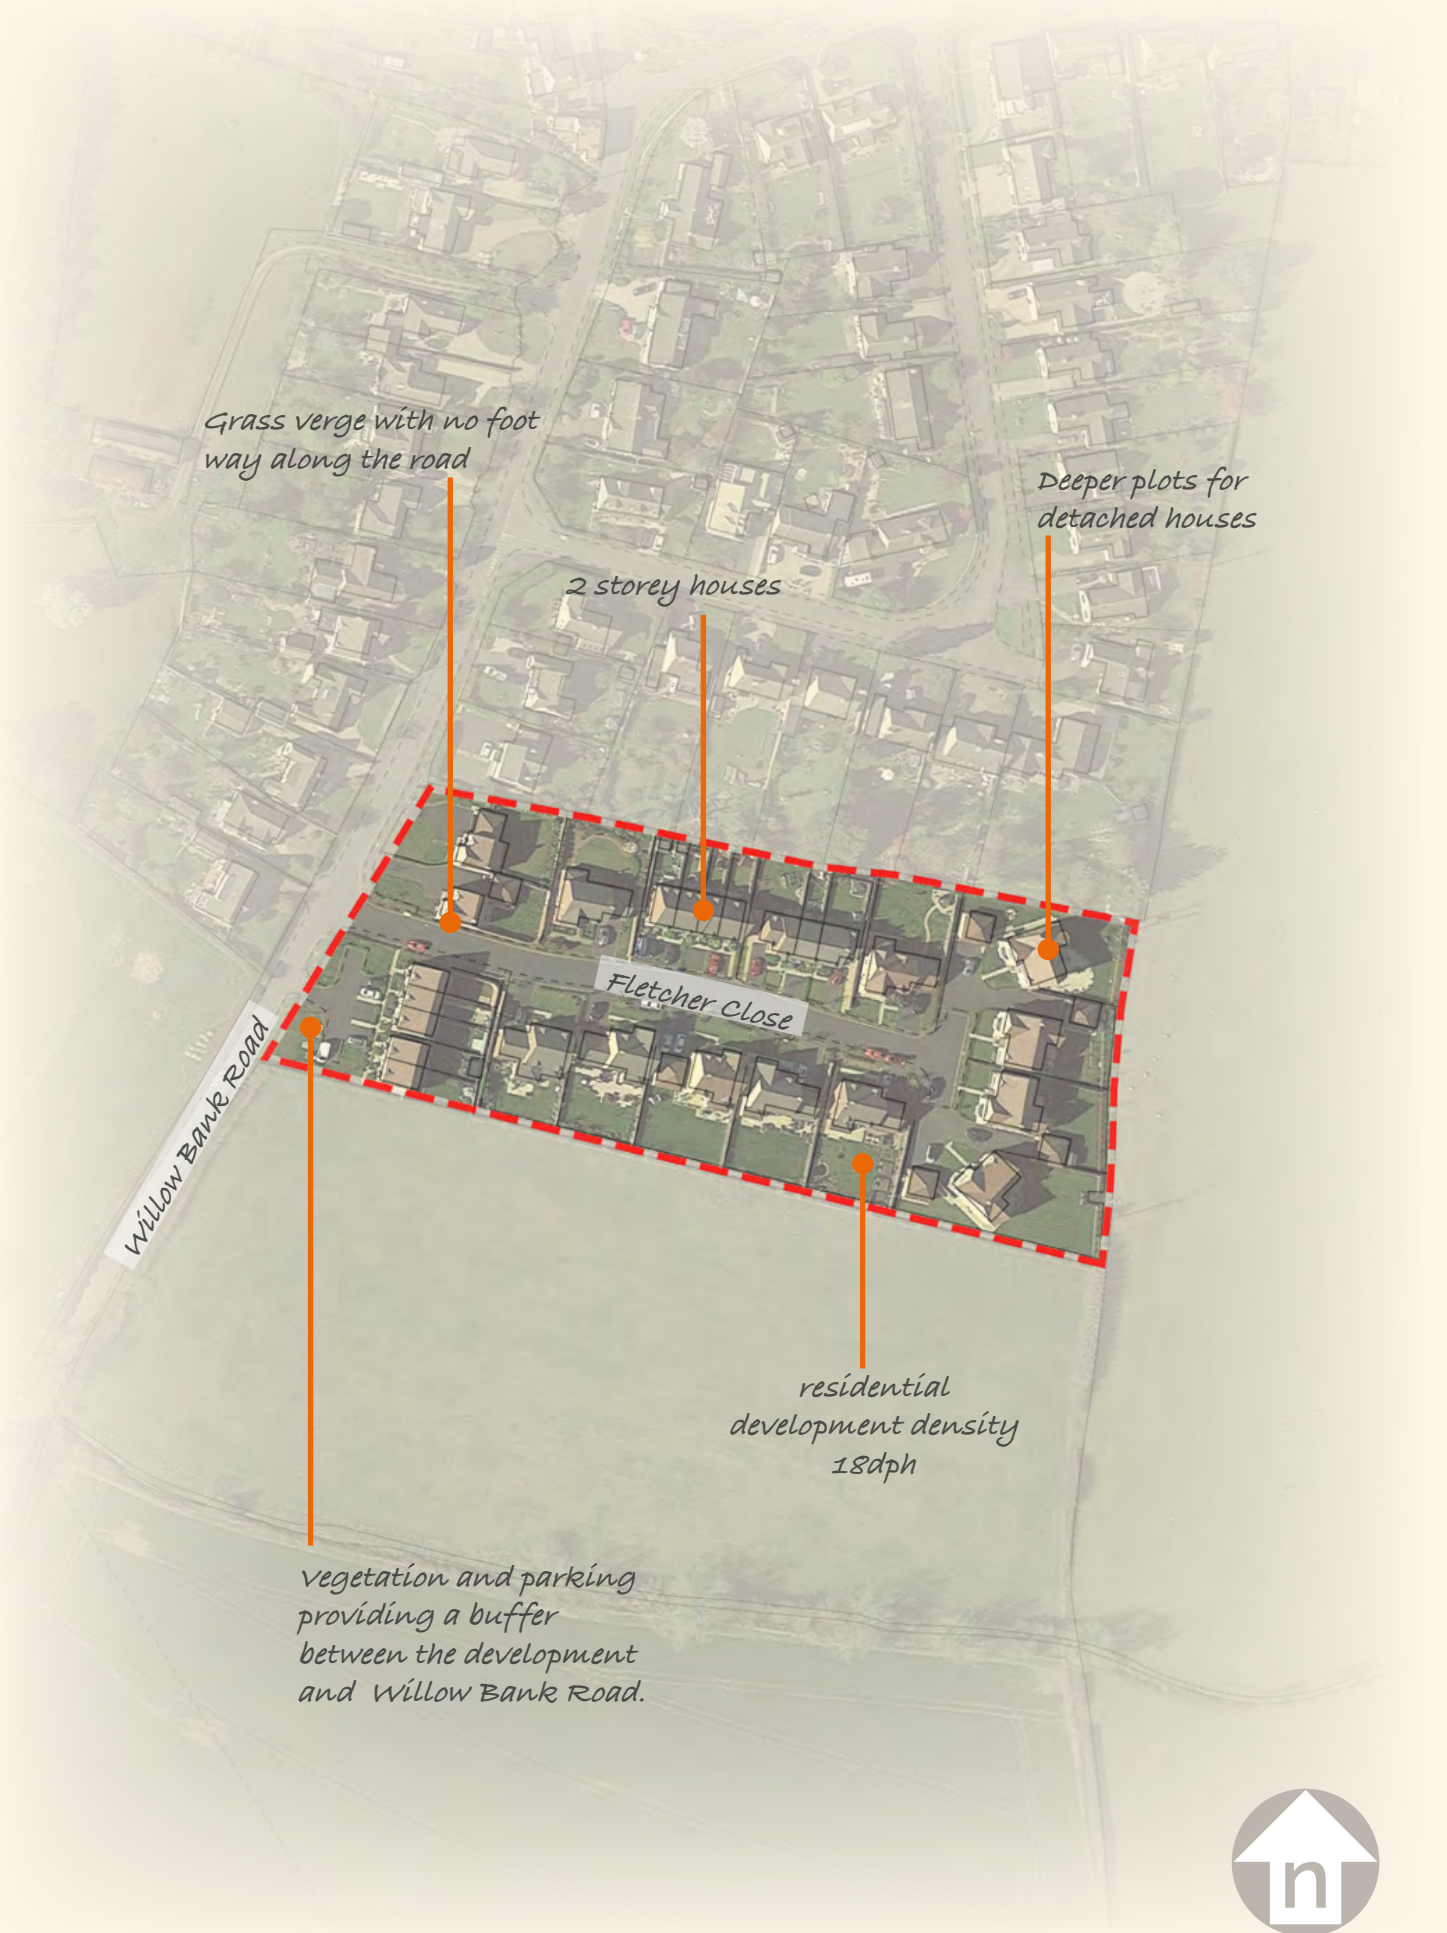 Grass verge with no foot
way along the road
Deeper plots for
detached houses
2 storey houses
Fletcher Close
Willow Bank Road
residential
development density
18dph
vegetation and parking
providing a buffer
between the development
and Willow Bank Road.
n